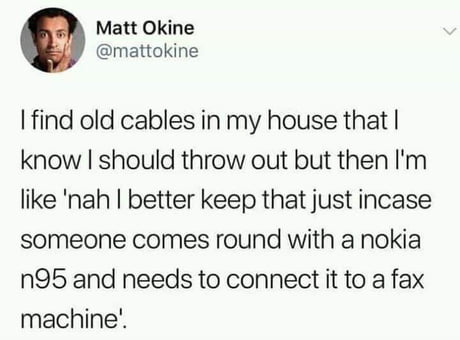 Matt Okine
@mattokine
I find old cables in my house that I
know I should throw out but then I'm
like 'nah I better keep that just incase
someone comes round with a nokia
n95 and needs to connect it to a fax
machine'.